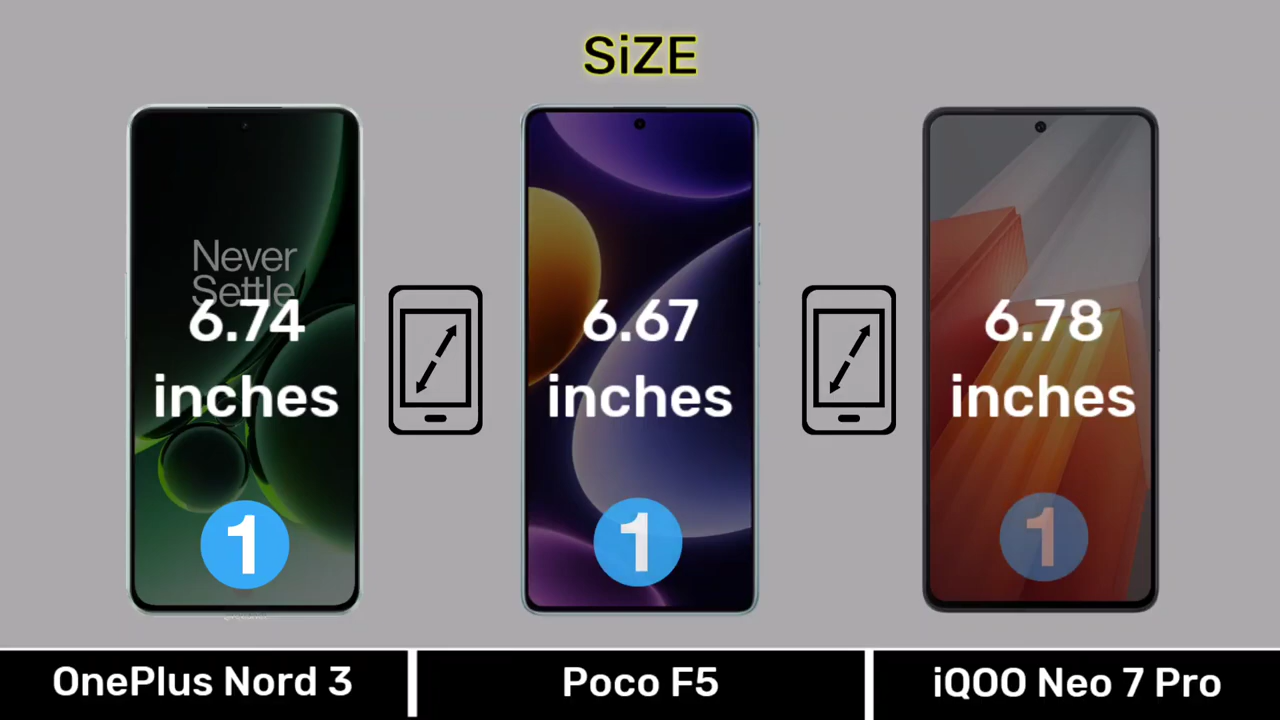 SiZE
Never
Settle
6.74
inches
1
6.67
inches
1
6.78
inches
1
OnePlus Nord 3
Poco F5
iQOO Neo 7 Pro